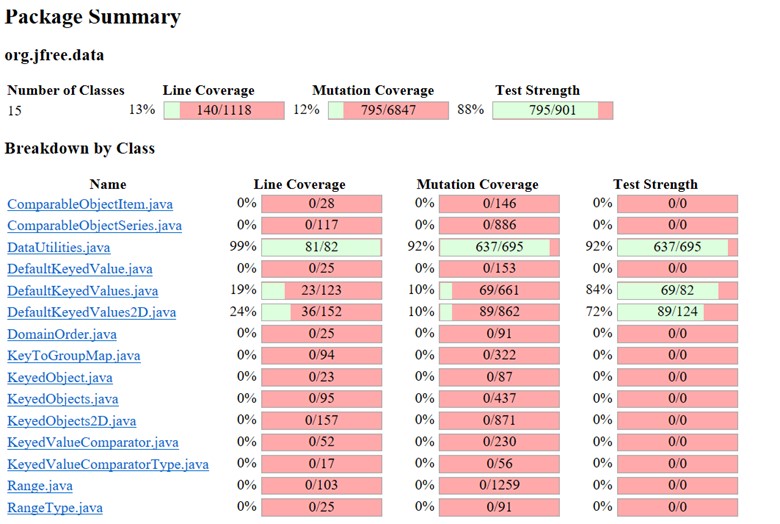 Package Summary
org.jfree.data
Number of Classes Line Coverage Mutation Coverage Test Strength
15 13% 140/1118 12% 795/6847 88% 795/901
Breakdown by Class
Name Line Coverage Mutation Coverage Test Strength
ComparableObjectItem.java 0% 0/28 0% 0/146 0% 0/0
ComparableObjectSeries.java 0% 0/117 0% 0/886 0% 0/0
DataUtilities.java 99% 81/82 92% 637/695 92% 637/695
DefaultKeyedValue.java 0% 0/25 0% 0/153 0% 0/0
DefaultKeyedValues.java 19% 23/123 10% 69/661 84% 69/82
DefaultKeyedValues2D.java 24% 36/152 10% 89/862 72% 89/124
DomainOrder.java 0% 0/25 0% 0/91 0% 0/0
KeyToGroupMap.java 0% 0/94 0% 0/322 0% 0/0
KeyedObject.java 0% 0/23 0% 0/87 0% 0/0
KeyedObjects.java 0% 0/95 0% 0/437 0% 0/0
KeyedObjects2D.java 0% 0/157 0% 0/871 0% 0/0
KeyedValueComparator.java 0% 0/52 0% 0/230 0% 0/0
KeyedValueComparatorType.java 0% 0/17 0% 0/56 0% 0/0
Range.java 0% 0/103 0% 0/1259 0% 0/0
RangeType.java 0% 0/25 0% 0/91 0% 0/0